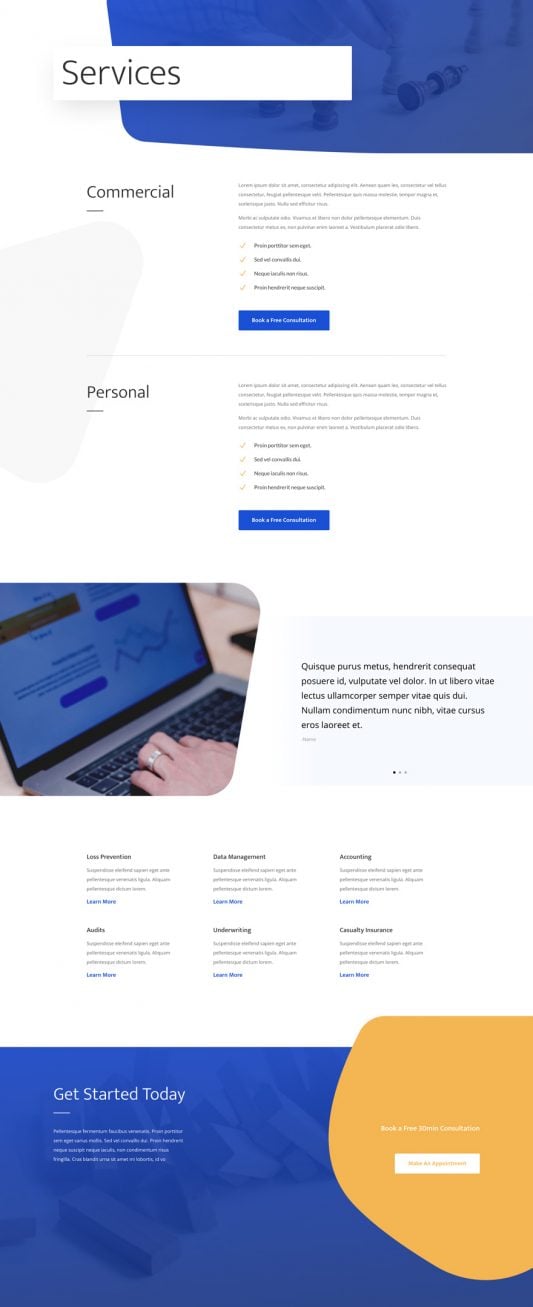 Services
Commercial
Lorem ipsum dolor sit amet, consectetur adipiscing elit. Aenean quam leo, consectetur vel tellus
consectetur, feugiat pellentesque velit. Pellentesque quis massa molestie, semper magna et,
scelerisque justo. Nulla sed efficitur risus.
Morbi ac vulputate odio. Vivamus et libero non dolor pellentesque elementum. Duis
consectetur metus ex, non pulvinar enim laoreet a. Vestibulum placerat odio libero.
Proin porttitor sem eget.
Sed vel convallis dui.
Neque iaculis non risus.
Proin hendrerit neque suscipit.
Book a Free Consultation
Personal
Lorem ipsum dolor sit amet, consectetur adipiscing elit. Aenean quam leo, consectetur vel tellus
consectetur, feugiat pellentesque velit. Pellentesque quis massa molestie, semper magna et,
scelerisque justo. Nulla sed efficitur risus.
Morbi ac vulputate odio. Vivamus et libero non dolor pellentesque elementum. Duis
consectetur metus ex, non pulvinar enim laoreet a. Vestibulum placerat odio libero.
Proin porttitor sem eget.
Sed vel convallis dui.
Neque iaculis non risus.
Proin hendrerit neque suscipit.
Book a Free Consultation
Quisque purus metus, hendrerit consequat
posuere id, vulputate vel dolor. In ut libero vitae
lectus ullamcorper semper vitae quis dui.
Nullam condimentum nunc nibh, vitae cursus
eros laoreet et.
Name
Loss Prevention
Suspendisse eleifend sapien eget ante
pellentesque venenatis ligula. Aliquam
pellentesque dictum lorem.
Learn More
Data Management
Suspendisse eleifend sapien eget ante
pellentesque venenatis ligula. Aliquam
pellentesque dictum lorem.
Learn More
Accounting
Suspendisse eleifend sapien eget ante
pellentesque venenatis ligula. Aliquam
pellentesque dictum lorem.
Learn More
Audits
Suspendisse eleifend sapien eget ante
pellentesque venenatis ligula. Aliquam
pellentesque dictum lorem.
Learn More
Underwriting
Suspendisse eleifend sapien eget ante
pellentesque venenatis ligula. Aliquam
pellentesque dictum lorem.
Learn More
Casualty Insurance
Suspendisse eleifend sapien eget ante
pellentesque venenatis ligula. Aliquam
pellentesque dictum lorem.
Learn More
Get Started Today
Pellentesque fermentum faucibus venenatis. Proin porttitor
sem eget varius mollis. Sed vel convallis dui. Proin hendrerit
neque suscipit neque iaculis, non condimentum risus
fringilla. Cras blandit urna sit amet mi lobortis, id vo
Book a Free 30min Consultation
Make An Appointment